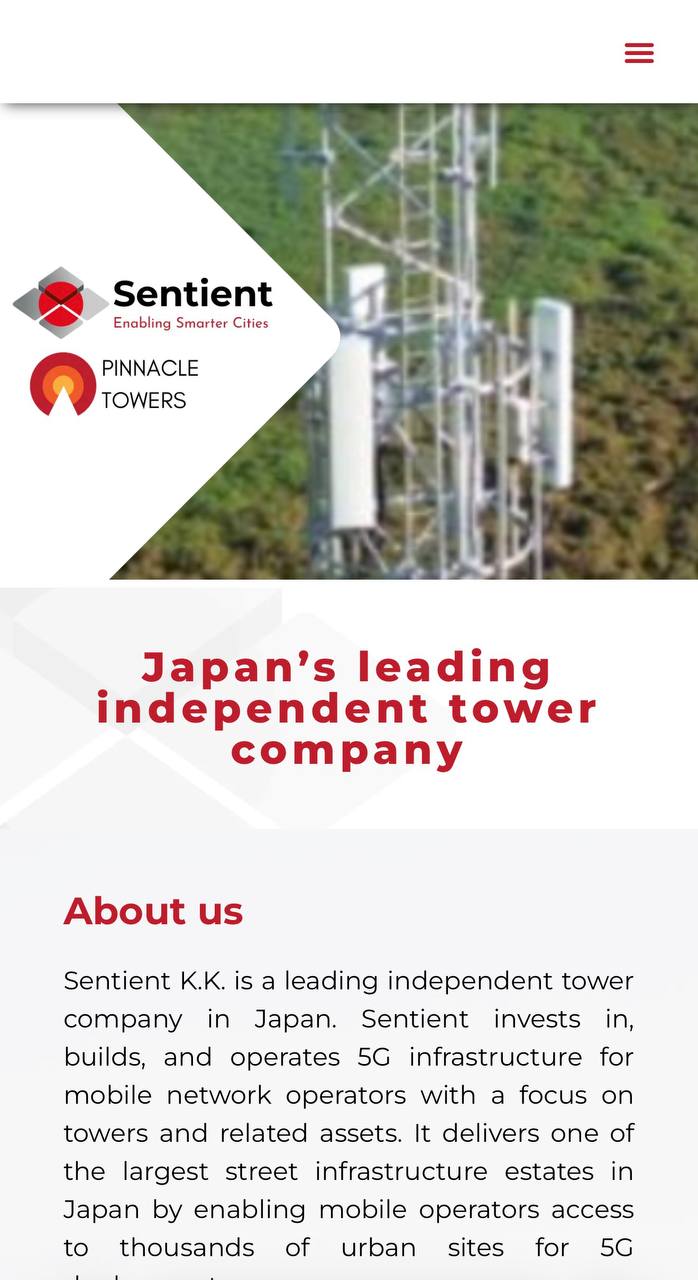 Sentient
Enabling Smarter Cities
PINNACLE
TOWERS
Japan’s leading
independent tower
company
About us
Sentient K.K. is a leading independent tower
company in Japan. Sentient invests in,
builds, and operates 5G infrastructure for
mobile network operators with a focus on
towers and related assets. It delivers one of
the largest street infrastructure estates in
Japan by enabling mobile operators access
to thousands of urban sites for 5G